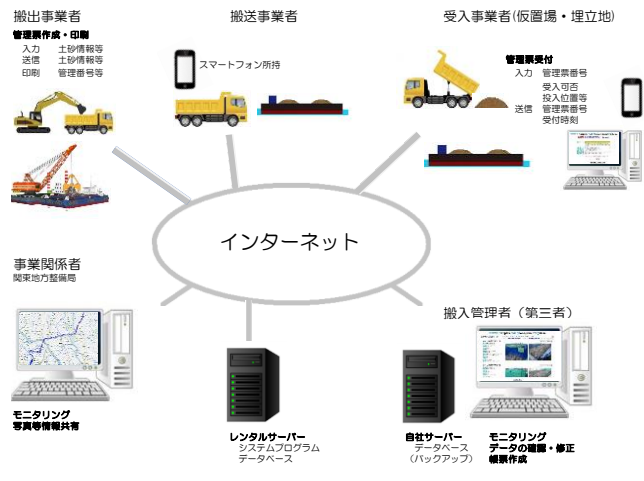 搬出事業者
管理票作成・印刷
入力 土砂情報等
送信 土砂情報等
印刷 管理番号等
搬送事業者
スマートフォン所持
受入事業者(仮置場・埋立地)
管理票受付
入力 管理票番号
受入可否
投入位置等
送信 管理票番号
受付時刻
インターネット
事業関係者
関東地方整備局
モニタリング
写真等情報共有
レンタルサーバー
システムプログラム
データベース
搬入管理者（第三者）
自社サーバー
データベース
（バックアップ）
モニタリング
データの確認・修正
帳票作成